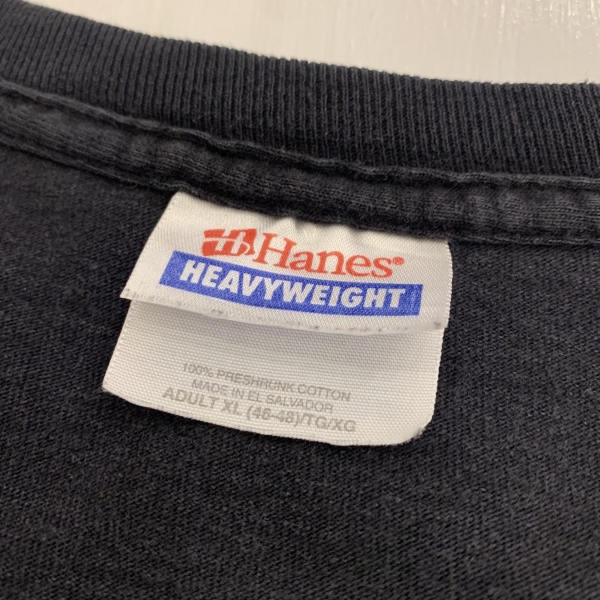 Hanes®
HEAVYWEIGHT
100% PRESHRUNK COTTON
MADE IN EL SALVADOR
ADULT XL (46-48)/TG/XG